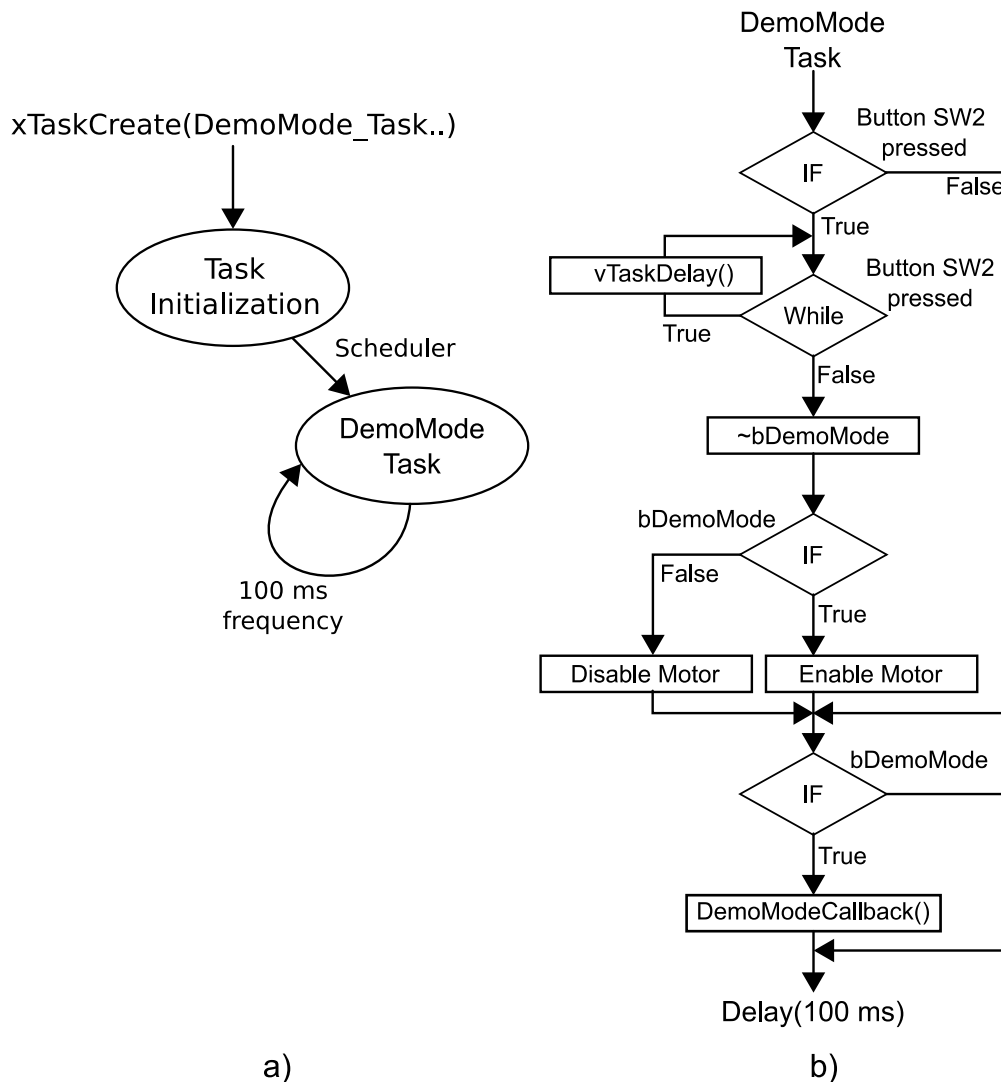 xTaskCreate(DemoMode_Task..)
Task
Initialization
Scheduler
DemoMode
Task
100 ms
frequency
a)
DemoMode
Task
Button SW2
pressed
IF
False
True
vTaskDelay()
Button SW2
pressed
While
True
False
~bDemoMode
bDemoMode
IF
False
True
Disable Motor
Enable Motor
bDemoMode
IF
True
DemoModeCallback()
Delay(100 ms)
b)